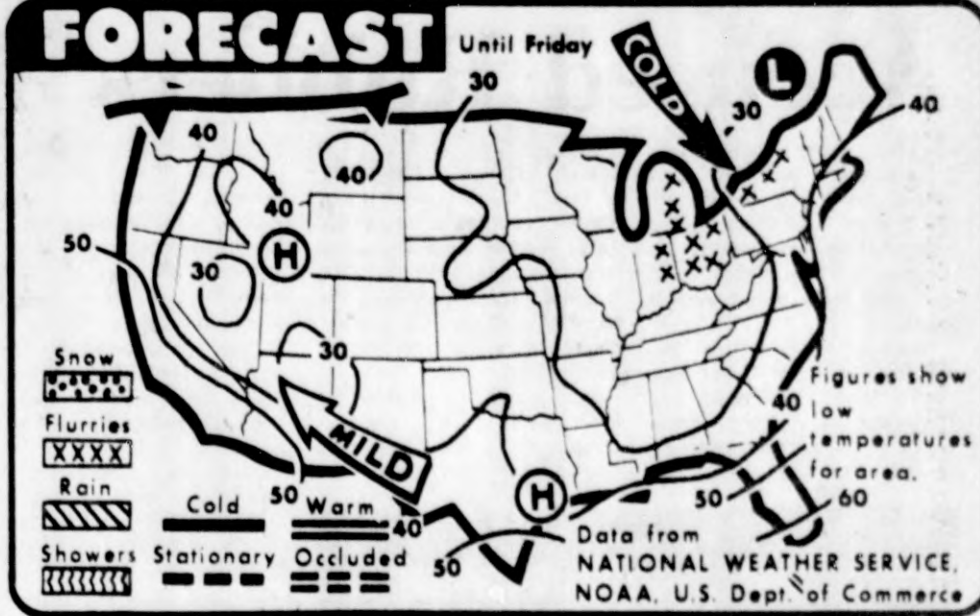 FORECAST
Until Friday
COLD
L
30
30
40
40
40
40
H
50
30
30
MILD
Snow
Flurries
XXXX
Rain
Showers
Cold
Warm
Stationary
Occluded
50
40
50
H
Figures show
low
temperatures
for area.
40
50
60
Data from
NATIONAL WEATHER SERVICE,
NOAA, U.S. Dept. of Commerce